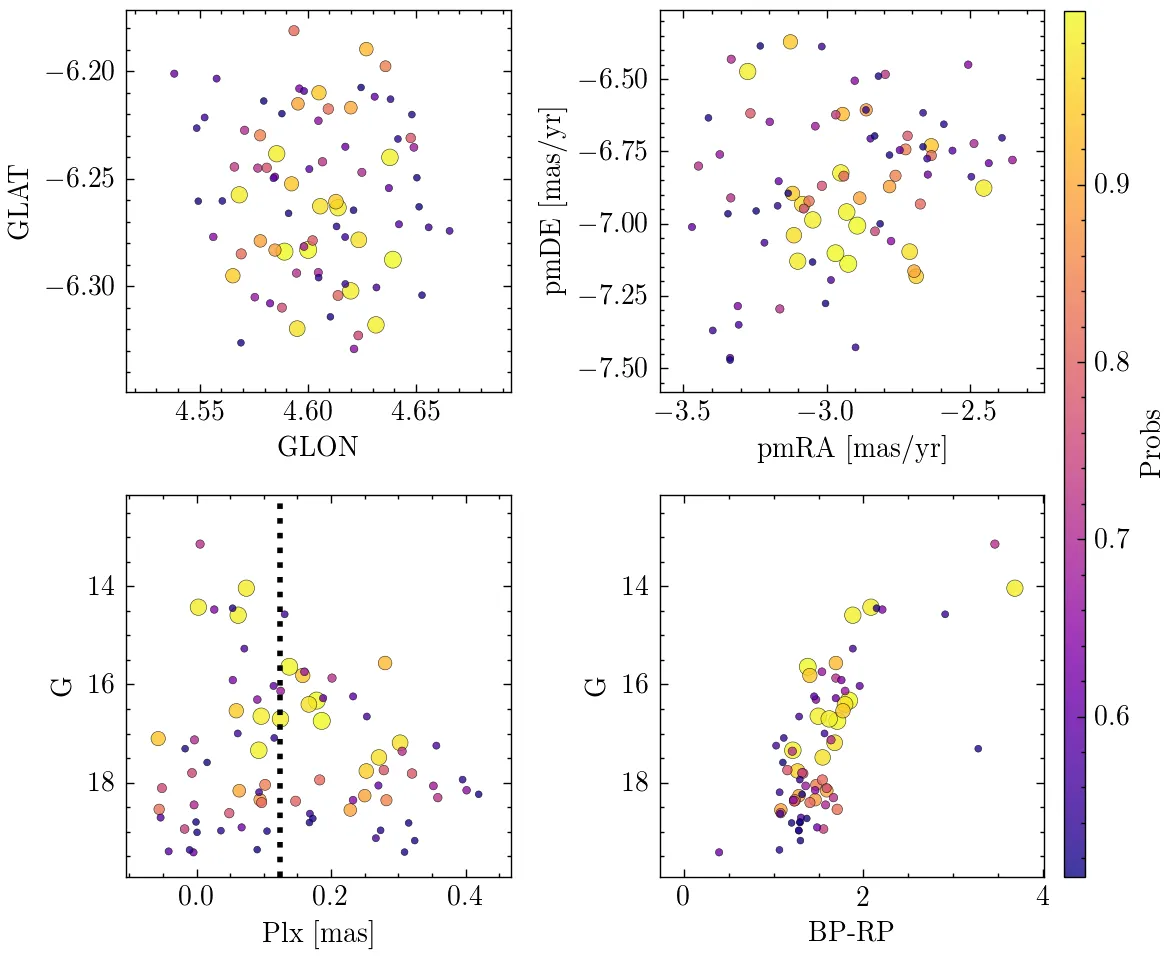 −6.20
−6.25
−6.30
GLAT
4.55 4.60 4.65
GLON
−6.50
−6.75
−7.00
−7.25
−7.50
pmDE [mas/yr]
−3.5 −3.0 −2.5
pmRA [mas/yr]
14
16
18
G
0.0 0.2 0.4
Plx [mas]
14
16
18
G
0 2 4
BP-RP
0.9
0.8
0.7
0.6
Probs